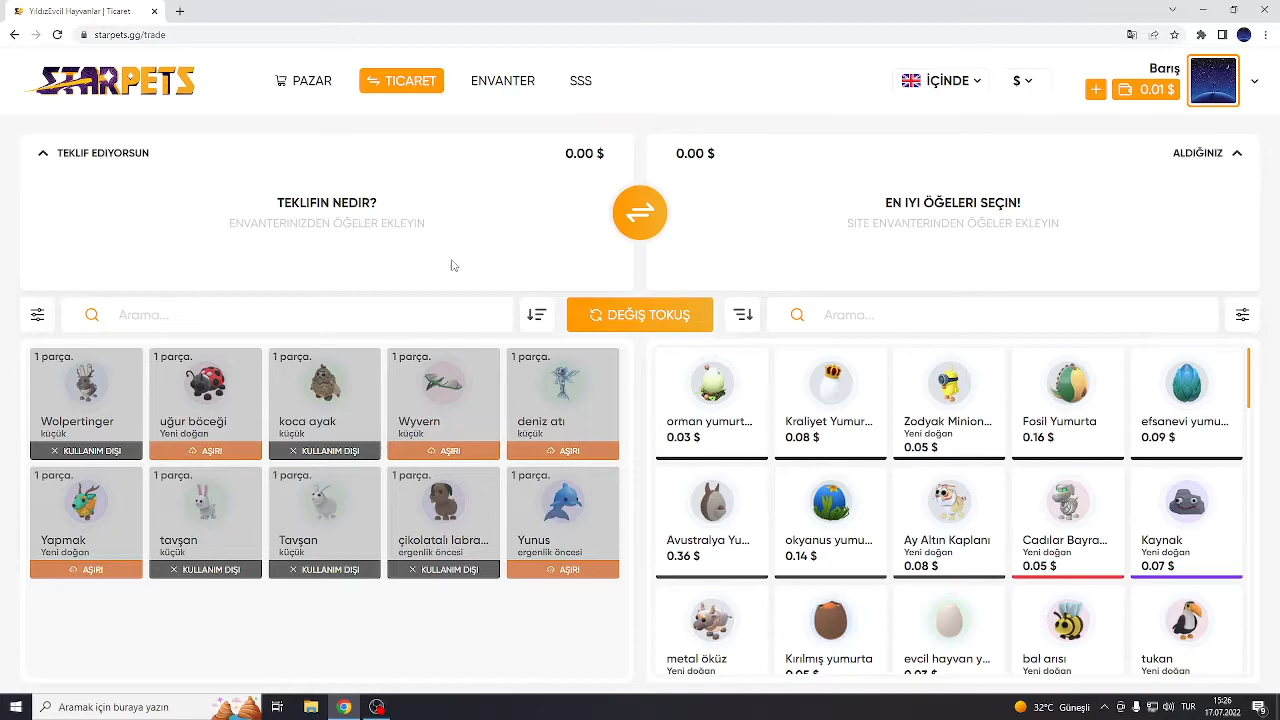 YıldızEvcil Hayvanlar | Ticaret
starpets.gg/trade
STARPETS
PAZAR
TICARET
ENVANTER
SSS
İÇİNDE
$
Barış
0.01 $
TEKLIF EDIYORSUN
0.00 $
TEKLIFIN NEDIR?
ENVANTERINIZDEN ÖĞELER EKLEYIN
0.00 $
ALDIĞINIZ
EN IYI ÖĞELERI SEÇIN!
SITE ENVANTERINDEN ÖĞELER EKLEYIN
Arama...
DEĞIŞ TOKUŞ
Arama...
1 parça.
Wolpertinger
küçük
KULLANIM DIŞI
1 parça.
uğur böceği
Yeni doğan
AŞIRI
1 parça.
koca ayak
küçük
KULLANIM DIŞI
1 parça.
Wyvern
küçük
AŞIRI
1 parça.
deniz atı
küçük
AŞIRI
1 parça.
Yapmak
Yeni doğan
AŞIRI
1 parça.
tavşan
küçük
KULLANIM DIŞI
1 parça.
Tavşan
küçük
KULLANIM DIŞI
1 parça.
çikolatalı labra...
ergenlik öncesi
KULLANIM DIŞI
1 parça.
Yunus
ergenlik öncesi
AŞIRI
orman yumurt...
0.03 $
Kraliyet Yumur...
0.08 $
Zodyak Minion...
Yeni doğan
0.05 $
Fosil Yumurta
0.16 $
efsanevi yumu...
0.09 $
Avustralya Yu...
0.36 $
okyanus yumu...
0.14 $
Ay Altın Kaplanı
Yeni doğan
0.08 $
Cadılar Bayra...
Yeni doğan
0.05 $
Kaynak
Yeni doğan
0.07 $
metal öküz
Yeni doğan
Kırılmış yumurta
0.05 $
evcil hayvan y...
bal arısı
Yeni doğan
tukan
Yeni doğan
Aramak için buraya yazın
32°C Güneşli
TUR
15:26
17.07.2022